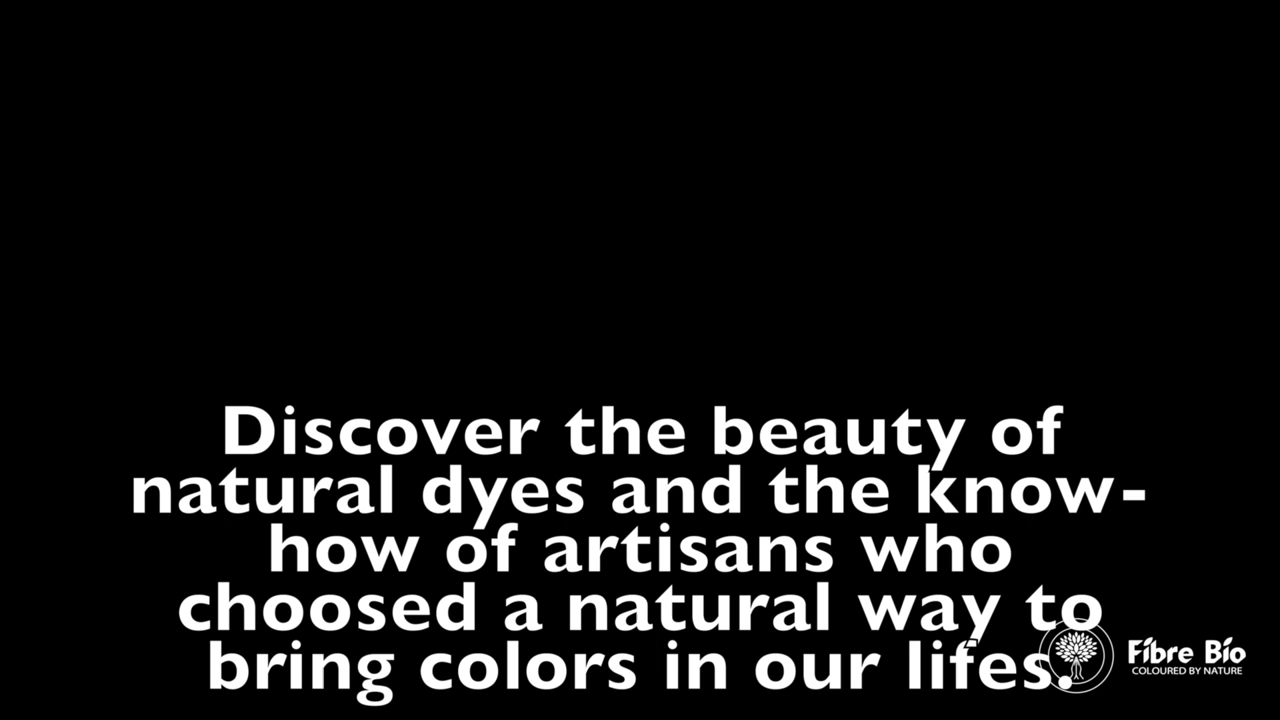 Discover the beauty of
natural dyes and the know-
how of artisans who
choosed a natural way to
bring colors in our lifes.
Fibre Bio
COLOURED BY NATURE